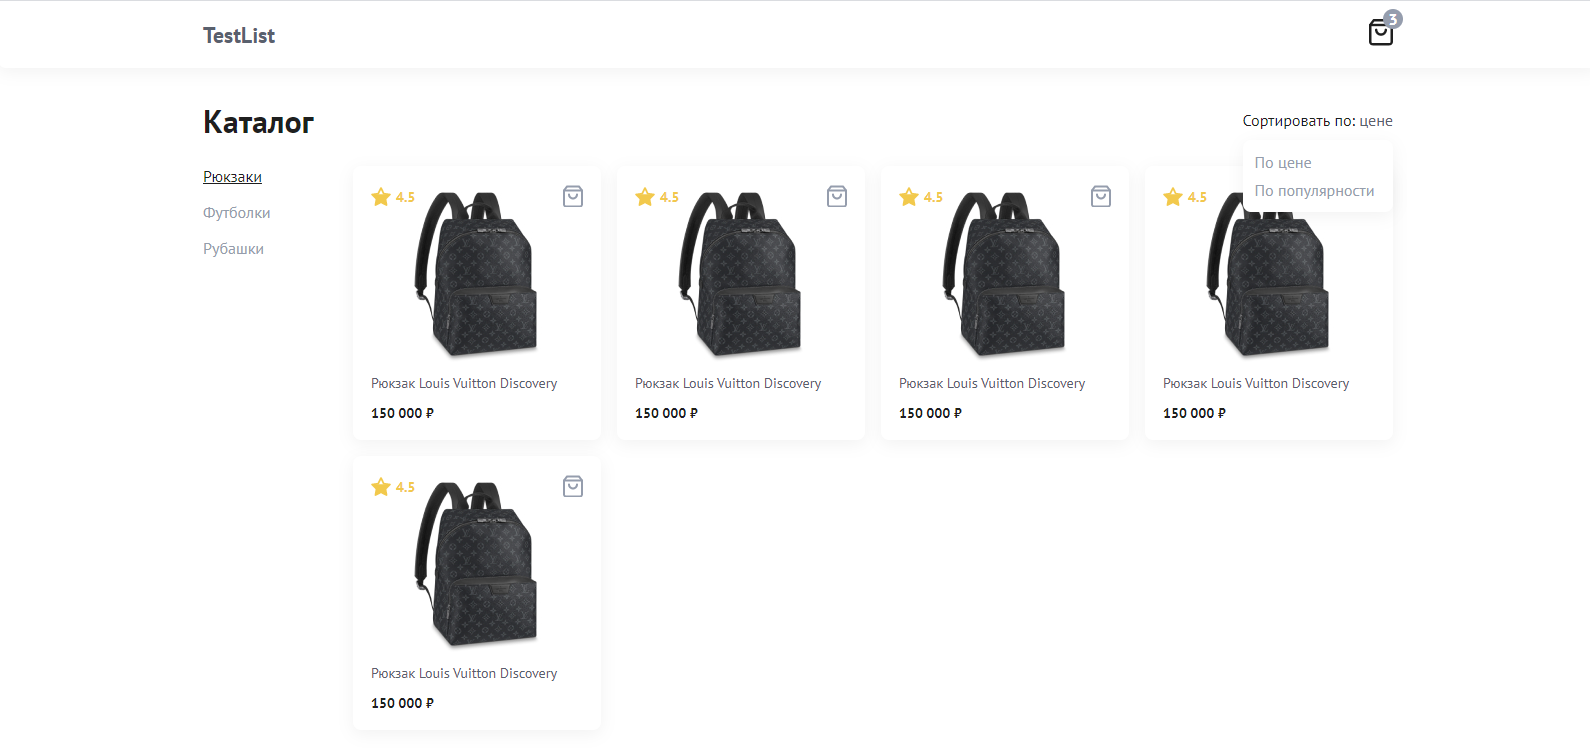 TestList
3
Каталог
Сортировать по: цене
По цене
По популярности
Рюкзаки
Футболки
Рубашки
4.5
4.5
4.5
4.5
Рюкзак Louis Vuitton Discovery
Рюкзак Louis Vuitton Discovery
Рюкзак Louis Vuitton Discovery
Рюкзак Louis Vuitton Discovery
150 000 ₽
150 000 ₽
150 000 ₽
150 000 ₽
4.5
Рюкзак Louis Vuitton Discovery
150 000 ₽